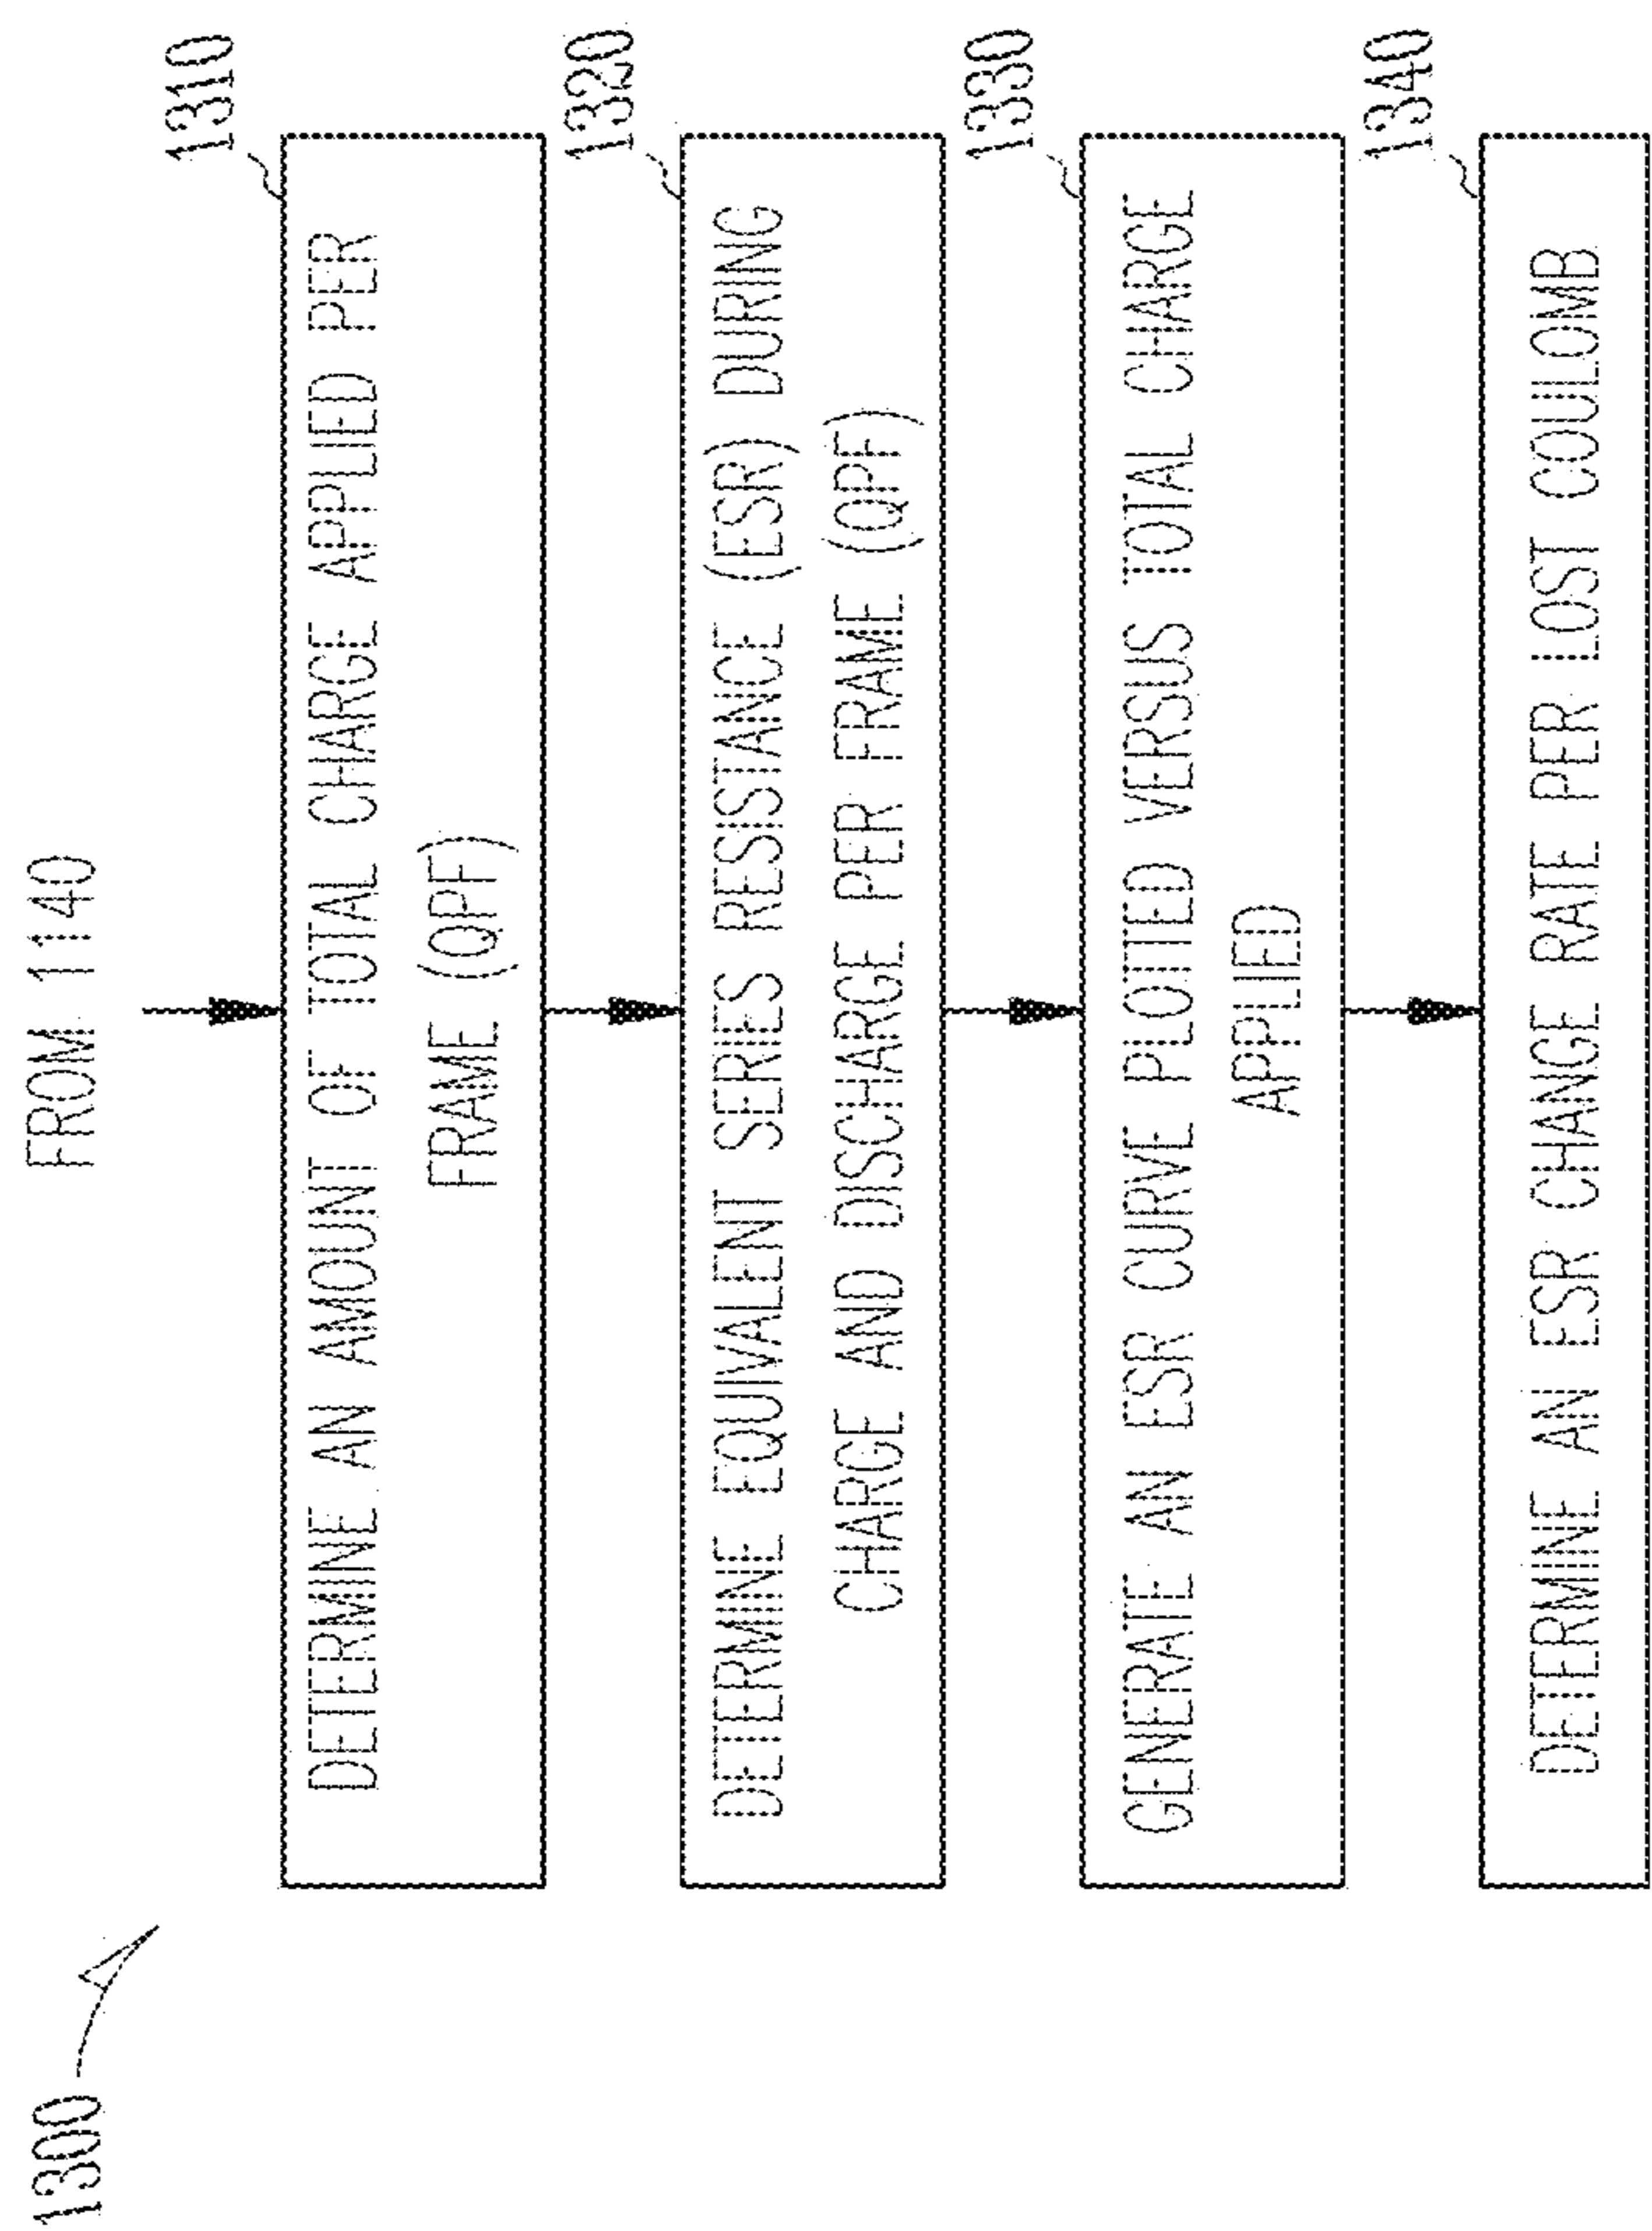 1300
FROM 1140
1310
DETERMINE AN AMOUNT OF TOTAL CHARGE APPLIED PER
FRAME (QPF)
1320
DETERMINE EQUIVALENT SERIES RESISTANCE (ESR) DURING
CHARGE AND DISCHARGE PER FRAME (QPF)
1330
GENERATE AN ESR CURVE PLOTTED VERSUS TOTAL CHARGE
APPLIED
1340
DETERMINE AN ESR CHANGE RATE PER LOST COULOMB